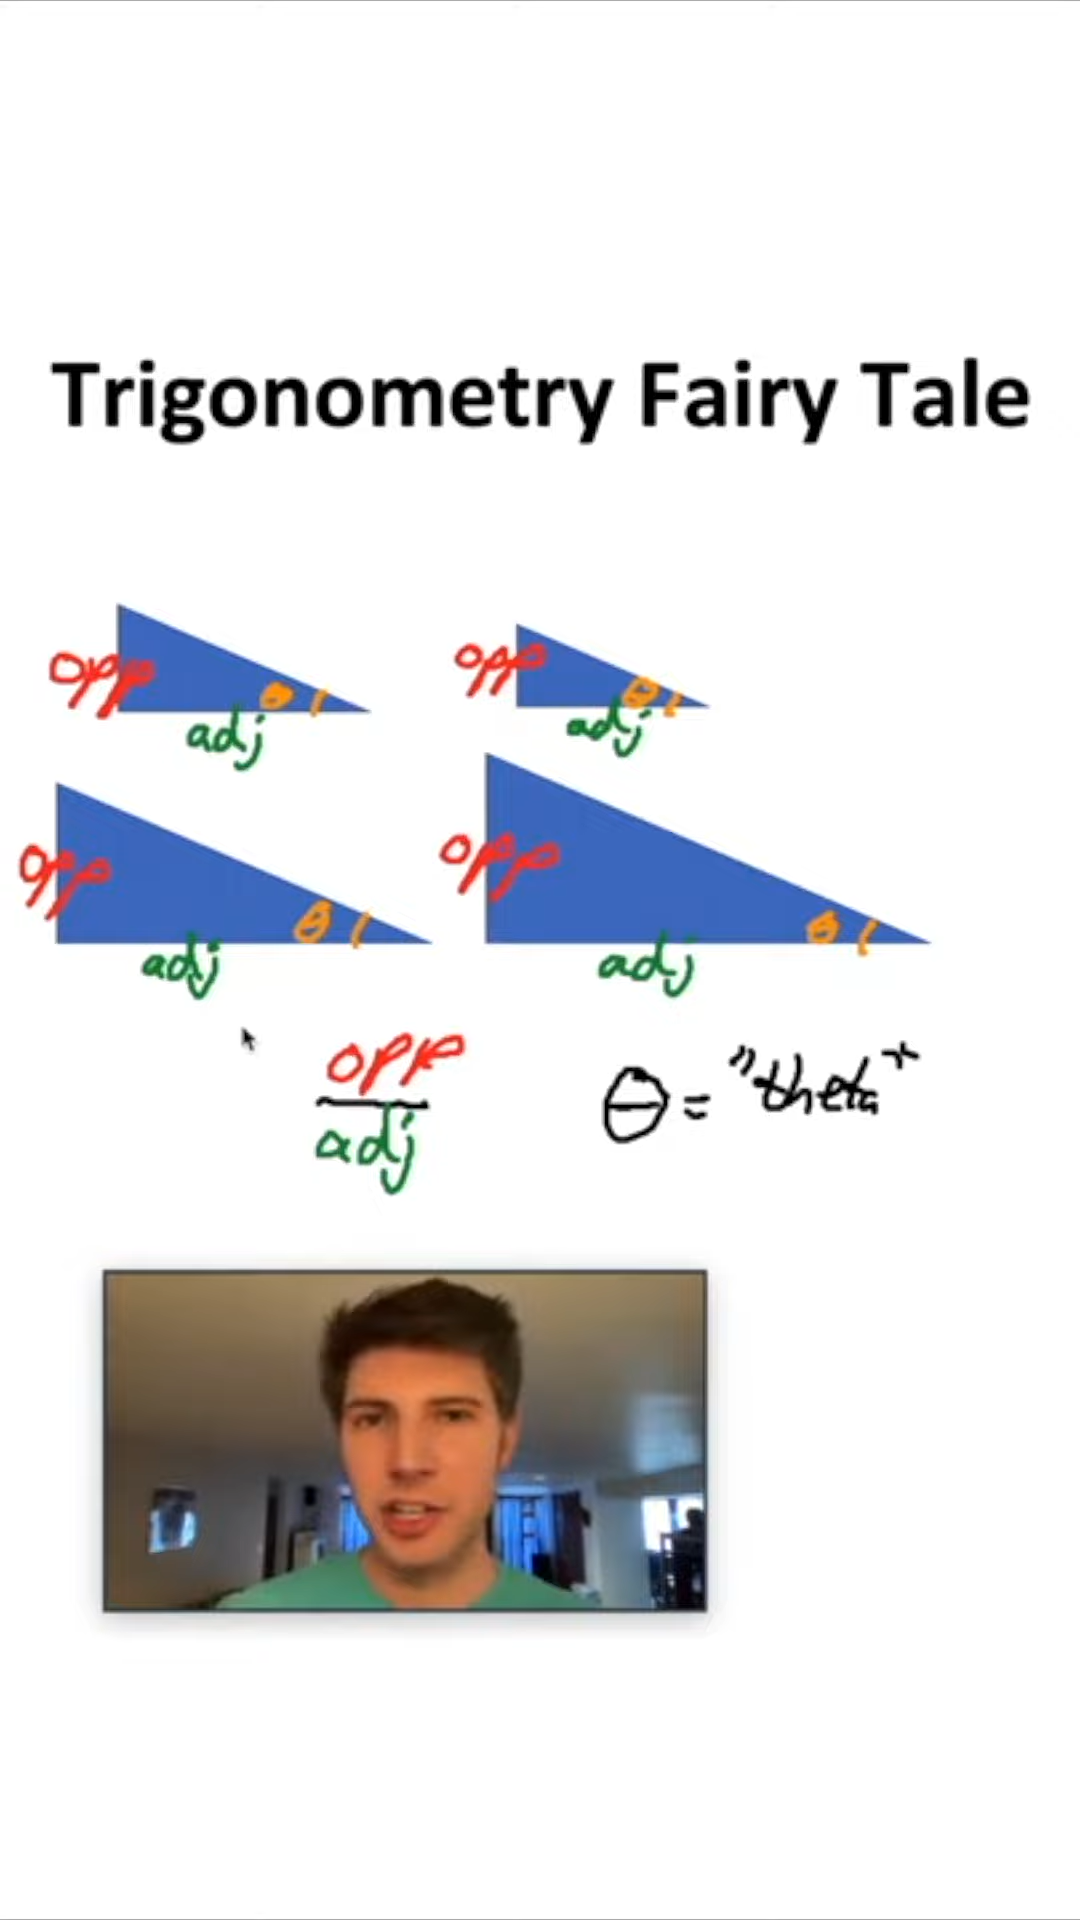 Trigonometry Fairy Tale
opp
θ
adj
opp
θ
adj
opp
θ
adj
opp
θ
adj
opp
adj
θ = "theta"